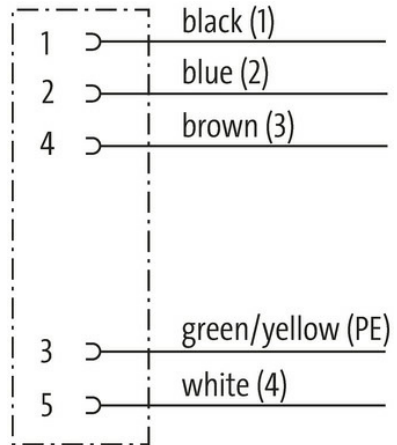 1 black (1)
2 blue (2)
4 brown (3)
3 green/yellow (PE)
5 white (4)